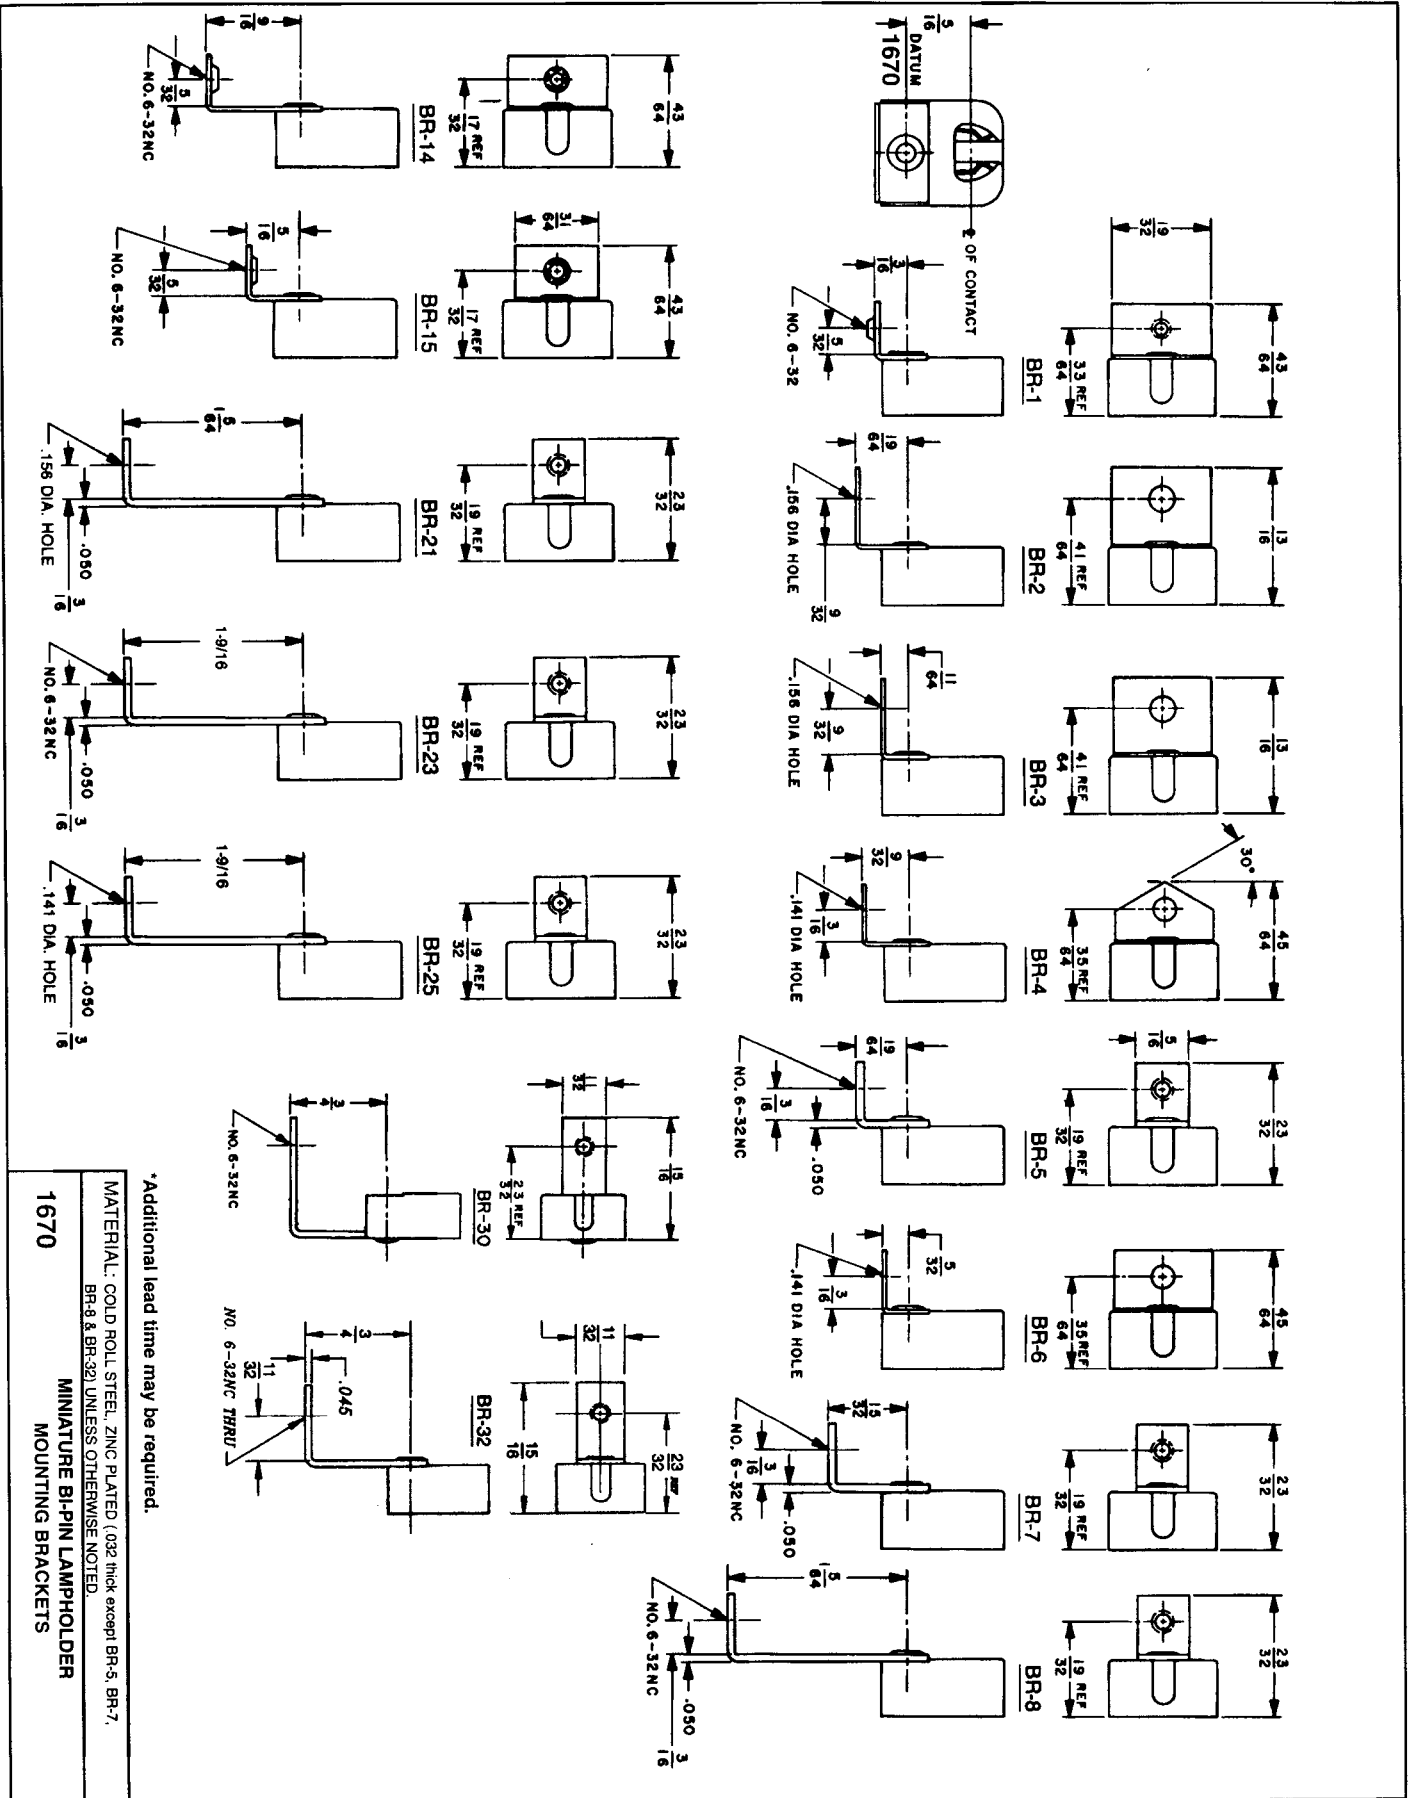 5/16
DATUM
1670
℄ OF CONTACT
19/32
43/64
33 REF/64
BR-1
3/16
5/32
NO. 6-32
13/16
41 REF/64
BR-2
19/64
.156 DIA HOLE
9/32
13/16
41 REF/64
BR-3
11/64
9/32
.156 DIA HOLE
30°
45/64
35 REF/64
BR-4
9/32
3/16
.141 DIA HOLE
5/16
23/32
19 REF/32
BR-5
19/64
3/16
.050
NO. 6-32NC
45/64
35 REF/64
BR-6
5/32
3/16
.141 DIA HOLE
23/32
19 REF/32
BR-7
15/32
3/16
.050
NO. 6-32NC
23/32
19 REF/32
BR-8
1 5/64
NO. 6-32NC
.050
3/16
43/64
17 REF/32
BR-14
9/16
5/32
NO. 6-32NC
31/64
43/64
17 REF/32
BR-15
5/16
5/32
NO. 6-32NC
23/32
19 REF/32
BR-21
1 5/64
.156 DIA. HOLE
.050
3/16
23/32
19 REF/32
BR-23
1-9/16
NO. 6-32NC
.050
3/16
23/32
19 REF/32
BR-25
1-9/16
.141 DIA. HOLE
.050
3/16
11/32
15/16
23 REF/32
BR-30
3/4
NO. 6-32NC
11/32
23 REF/32
15/16
BR-32
3/4
.045
11/32
NO. 6-32NC THRU
*Additional lead time may be required.
MATERIAL: COLD ROLL STEEL, ZINC PLATED (.032 thick except BR-5, BR-7,
BR-8 & BR-32) UNLESS OTHERWISE NOTED.
1670
MINIATURE BI-PIN LAMPHOLDER
MOUNTING BRACKETS